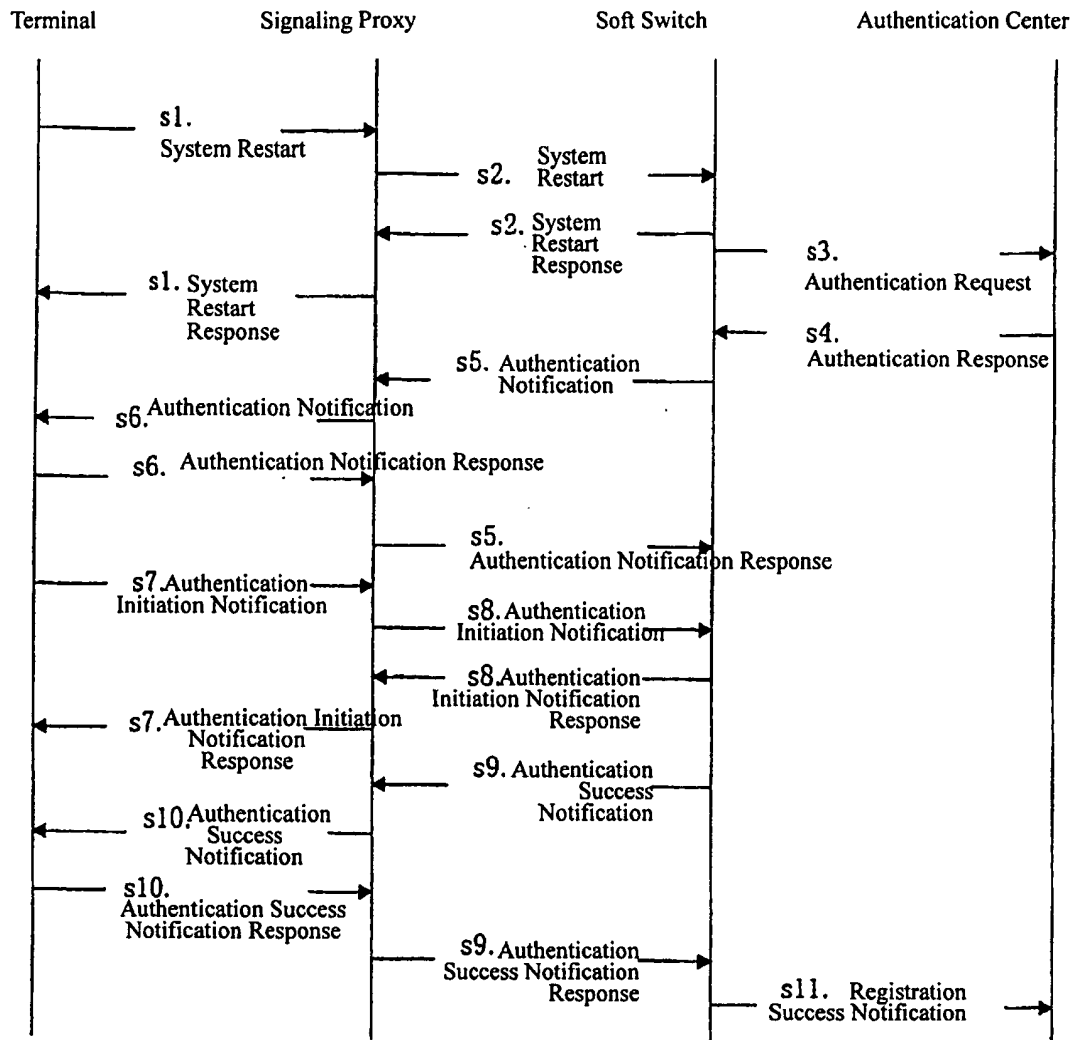 Terminal
Signaling Proxy
Soft Switch
Authentication Center
s1.
System Restart
s2. System
Restart
s2. System
Restart
Response
s3.
Authentication Request
s1. System
Restart
Response
s4.
Authentication Response
s5. Authentication
Notification
s6. Authentication Notification
s6. Authentication Notification Response
s5.
Authentication Notification Response
s7. Authentication
Initiation Notification
s8. Authentication
Initiation Notification
s8. Authentication
Initiation Notification
Response
s7. Authentication Initiation
Notification
Response
s9. Authentication
Success
Notification
s10. Authentication
Success
Notification
s10.
Authentication Success
Notification Response
s9. Authentication
Success Notification
Response
s11. Registration
Success Notification